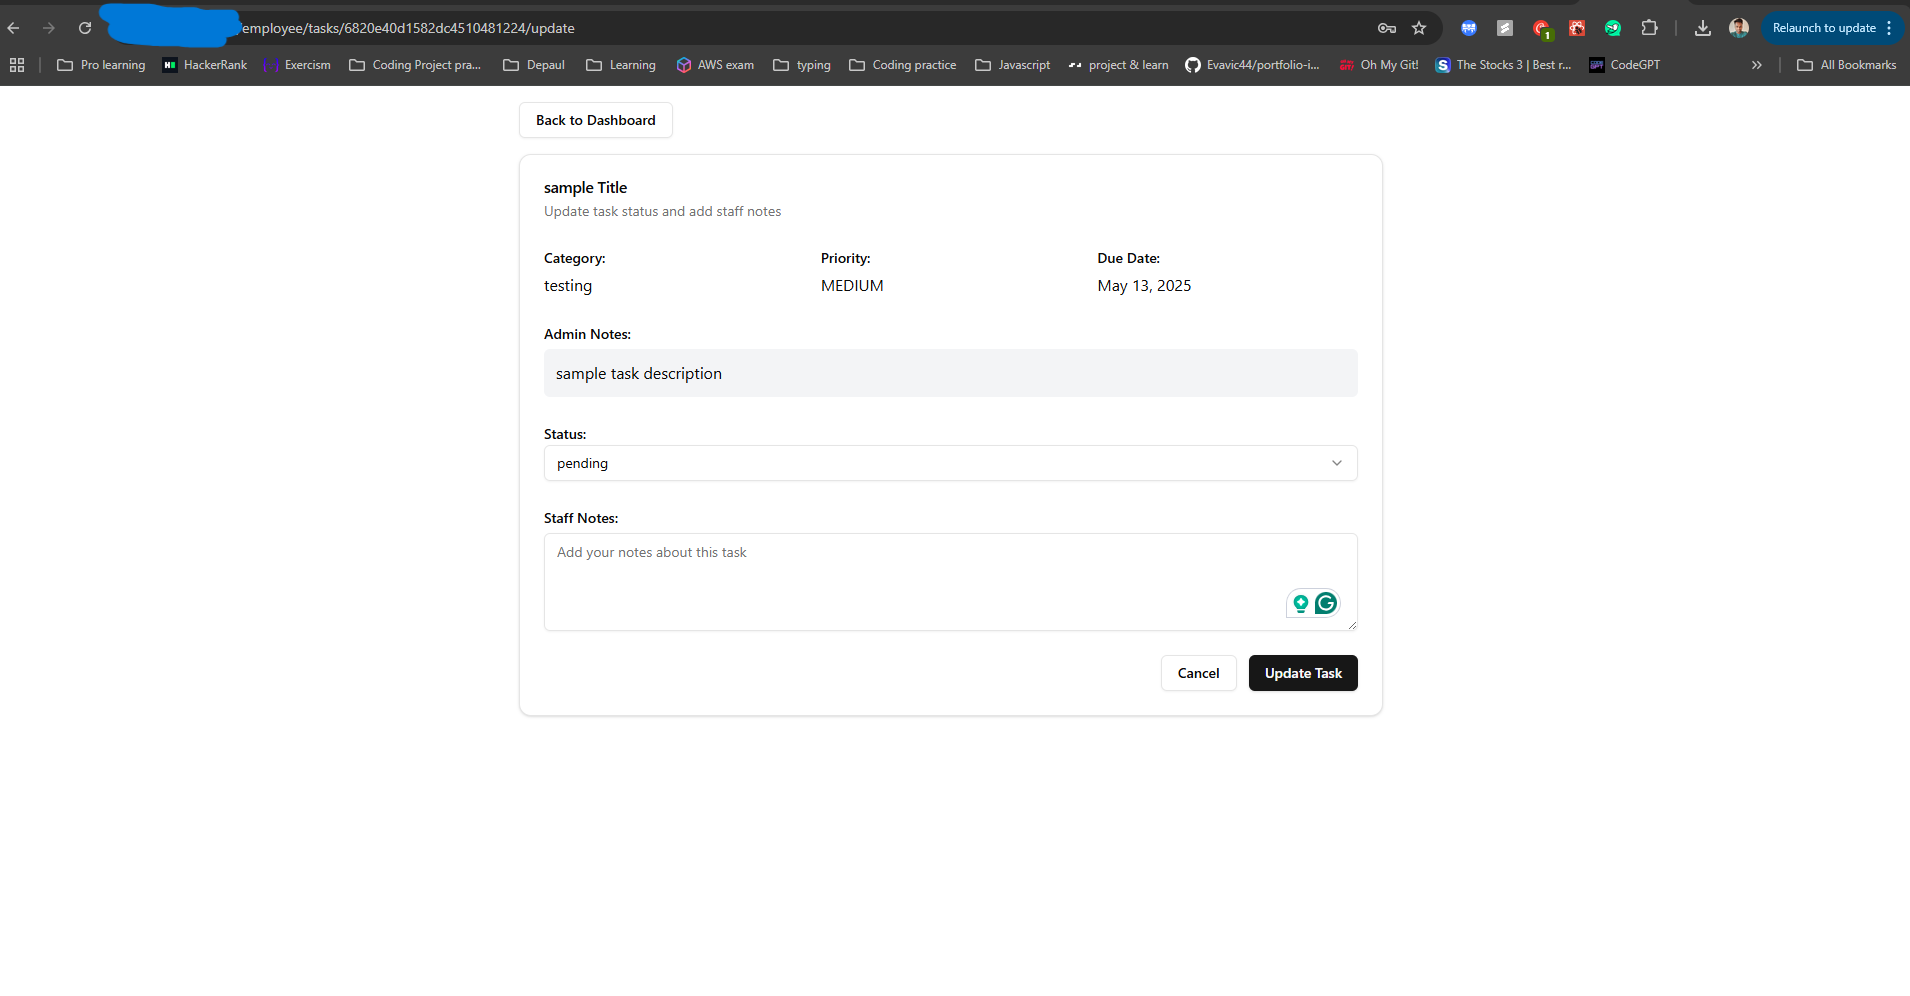 /employee/tasks/6820e40d1582dc4510481224/update
1
Relaunch to update
Pro learning
HackerRank
Exercism
Coding Project pra...
Depaul
Learning
AWS exam
typing
Coding practice
Javascript
project & learn
Evavic44/portfolio-i...
Oh My Git!
The Stocks 3 | Best r...
CodeGPT
All Bookmarks
Back to Dashboard
sample Title
Update task status and add staff notes
Category: Priority: Due Date:
testing MEDIUM May 13, 2025
Admin Notes:
sample task description
Status:
pending
Staff Notes:
Add your notes about this task
Cancel Update Task